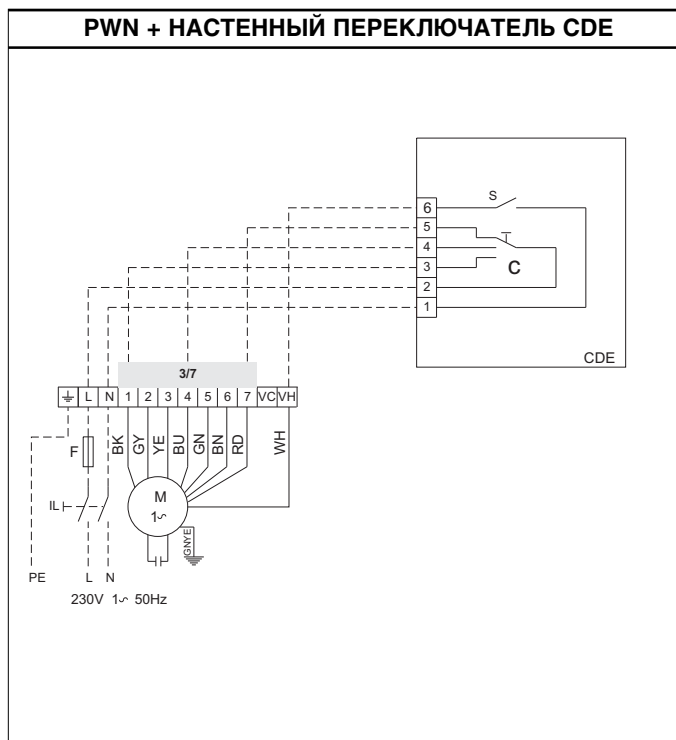 PWN + НАСТЕННЫЙ ПЕРЕКЛЮЧАТЕЛЬ CDE
6
S
5
4
3
C
2
1
CDE
3/7
L N 1 2 3 4 5 6 7 VC VH
F
BK GY YE BU GN BN RD WH
M
1~
IL
GNYE
PE L N
230V 1~ 50Hz